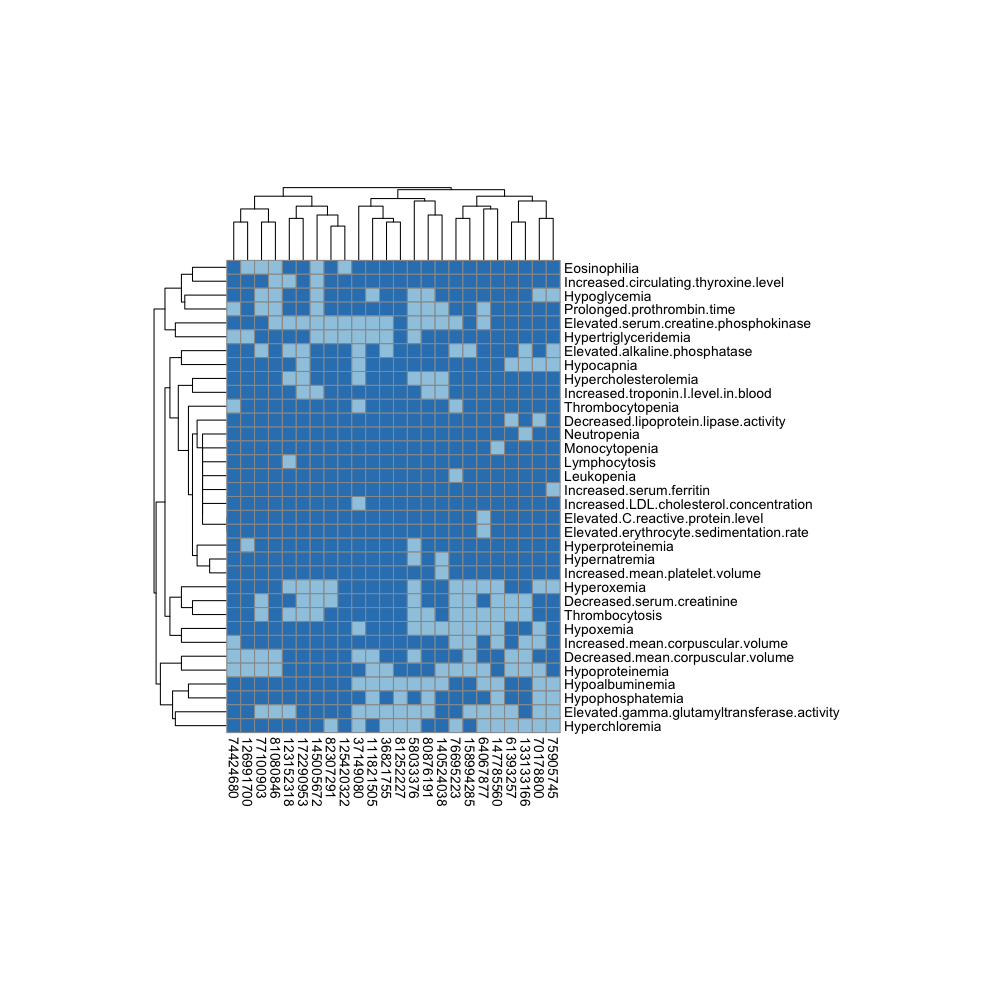 Eosinophilia
Increased.circulating.thyroxine.level
Hypoglycemia
Prolonged.prothrombin.time
Elevated.serum.creatine.phosphokinase
Hypertriglyceridemia
Elevated.alkaline.phosphatase
Hypocapnia
Hypercholesterolemia
Increased.troponin.I.level.in.blood
Thrombocytopenia
Decreased.lipoprotein.lipase.activity
Neutropenia
Monocytopenia
Lymphocytosis
Leukopenia
Increased.serum.ferritin
Increased.LDL.cholesterol.concentration
Elevated.C.reactive.protein.level
Elevated.erythrocyte.sedimentation.rate
Hyperproteinemia
Hypernatremia
Increased.mean.platelet.volume
Hyperoxemia
Decreased.serum.creatinine
Thrombocytosis
Hypoxemia
Increased.mean.corpuscular.volume
Decreased.mean.corpuscular.volume
Hypoproteinemia
Hypoalbuminemia
Hypophosphatemia
Elevated.gamma.glutamyltransferase.activity
Hyperchloremia
74424680
126991700
77100903
81080846
123152318
172290953
145005672
82307291
125420322
37149080
111821505
36821755
81252227
58033376
80876191
140524038
76695223
158994285
64067877
147785560
61393257
133133166
70178800
75905745